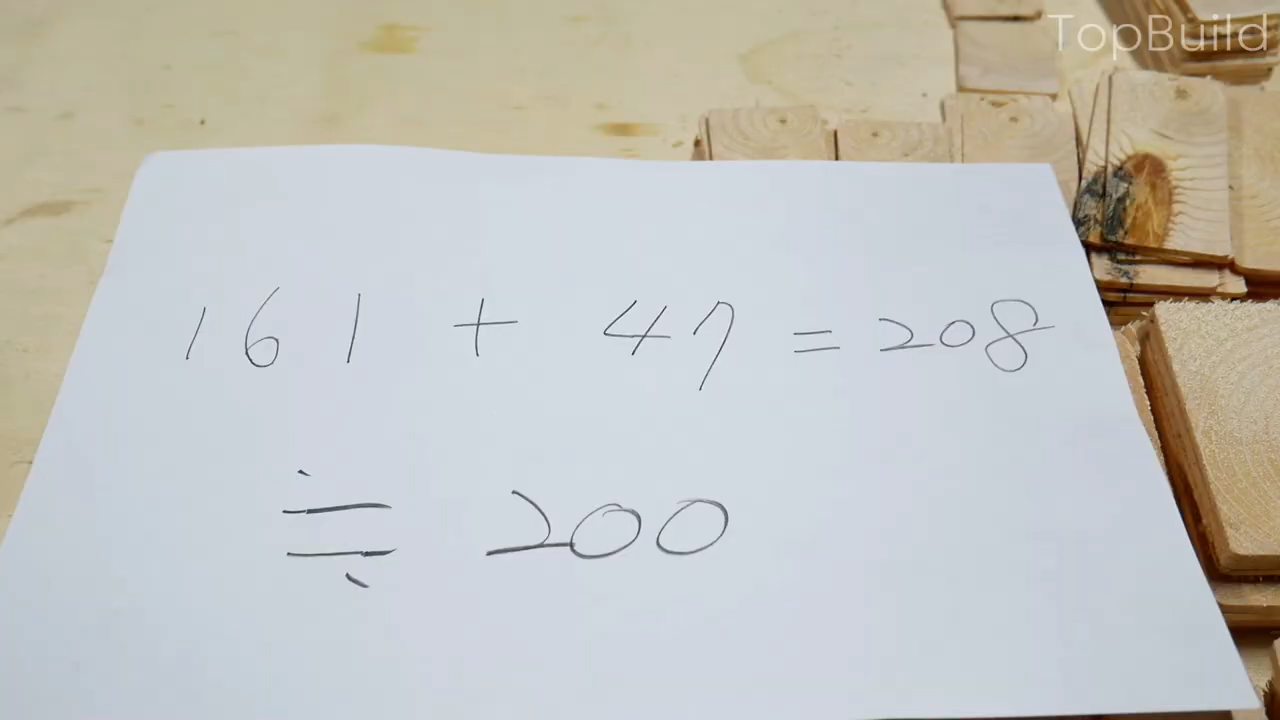 TopBuild
161 + 47 = 208
≒ 200